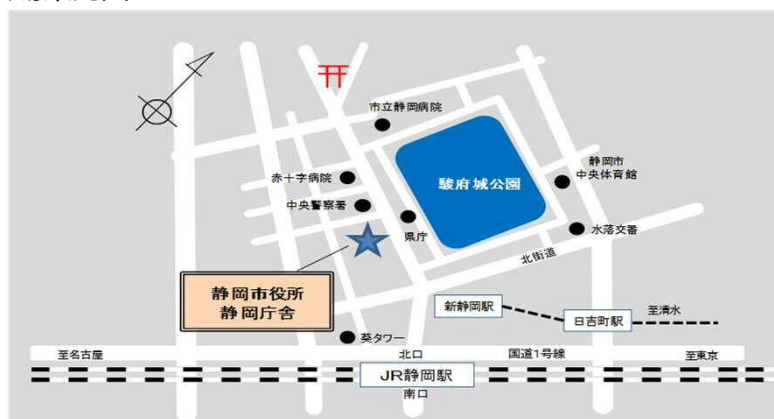 市立静岡病院
静岡市
中央体育館
赤十字病院
駿府城公園
中央警察署
県庁
水落交番
北街道
静岡市役所
静岡庁舎
新静岡駅
日吉町駅
至清水
葵タワー
至名古屋
北口
国道1号線
至東京
JR静岡駅
南口